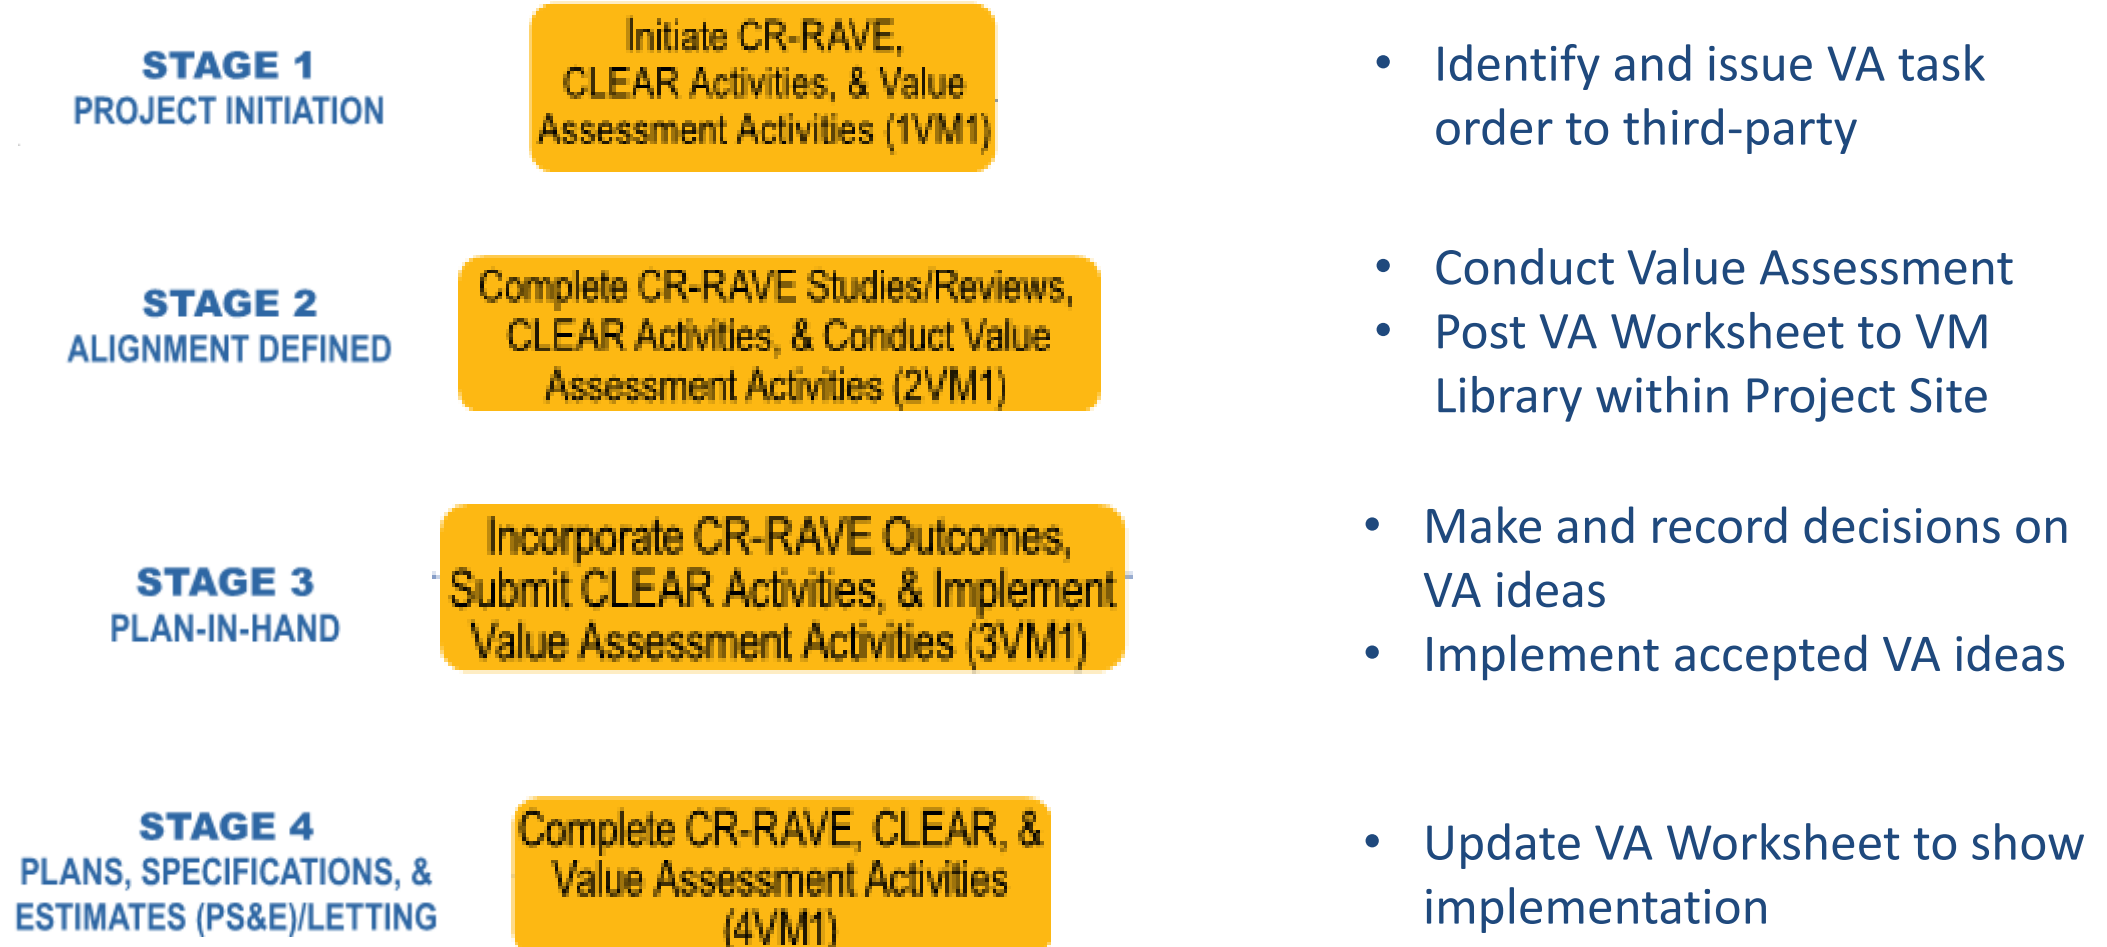 STAGE 1
PROJECT INITIATION
Initiate CR-RAVE,
CLEAR Activities, & Value
Assessment Activities (1VM1)
• Identify and issue VA task
order to third-party
STAGE 2
ALIGNMENT DEFINED
Complete CR-RAVE Studies/Reviews,
CLEAR Activities, & Conduct Value
Assessment Activities (2VM1)
• Conduct Value Assessment
• Post VA Worksheet to VM
Library within Project Site
STAGE 3
PLAN-IN-HAND
Incorporate CR-RAVE Outcomes,
Submit CLEAR Activities, & Implement
Value Assessment Activities (3VM1)
• Make and record decisions on
VA ideas
• Implement accepted VA ideas
STAGE 4
PLANS, SPECIFICATIONS, &
ESTIMATES (PS&E)/LETTING
Complete CR-RAVE, CLEAR, &
Value Assessment Activities
(4VM1)
• Update VA Worksheet to show
implementation